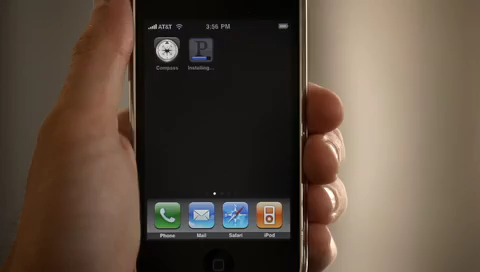 AT&T 3:56 PM
P
Compass Installing...
Phone Mail Safari iPod